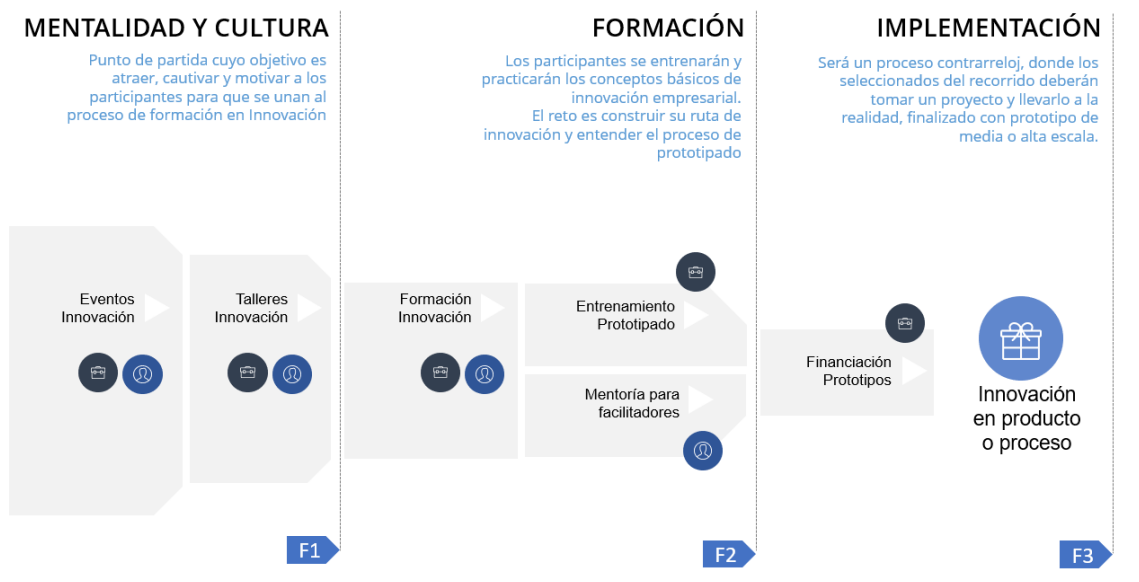 MENTALIDAD Y CULTURA
Punto de partida cuyo objetivo es
atraer, cautivar y motivar a los
participantes para que se unan al
proceso de formación en Innovación
FORMACIÓN
Los participantes se entrenarán y
practicarán los conceptos básicos de
innovación empresarial.
El reto es construir su ruta de
innovación y entender el proceso de
prototipado
IMPLEMENTACIÓN
Será un proceso contrarreloj, donde los
seleccionados del recorrido deberán
tomar un proyecto y llevarlo a la
realidad, finalizado con prototipo de
media o alta escala.
Eventos
Innovación
Talleres
Innovación
Formación
Innovación
Entrenamiento
Prototipado
Mentoría para
facilitadores
Financiación
Prototipos
Innovación
en producto
o proceso
F1
F2
F3